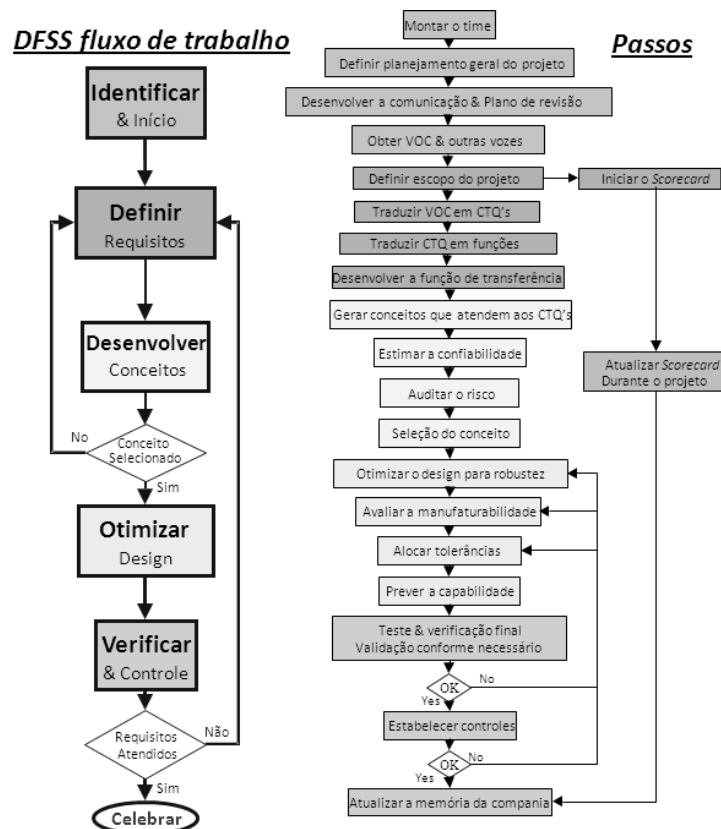 DFSS fluxo de trabalho
Identificar
& Início
Definir
Requisitos
Desenvolver
Conceitos
No
Conceito
Selecionado
Sim
Otimizar
Design
Verificar
& Controle
Requisitos
Atendidos
Não
Sim
Celebrar
Passos
Montar o time
Definir planejamento geral do projeto
Desenvolver a comunicação & Plano de revisão
Obter VOC & outras vozes
Definir escopo do projeto
Iniciar o Scorecard
Traduzir VOC em CTQ's
Traduzir CTQ em funções
Desenvolver a função de transferência
Gerar conceitos que atendem aos CTQ's
Estimar a confiabilidade
Atualizar Scorecard
Durante o projeto
Auditar o risco
Seleção do conceito
Otimizar o design para robustez
Avaliar a manufaturabilidade
Alocar tolerâncias
Prever a capabilidade
Teste & verificação final
Validação conforme necessário
OK
No
Yes
Estabelecer controles
OK
No
Yes
Atualizar a memória da compania